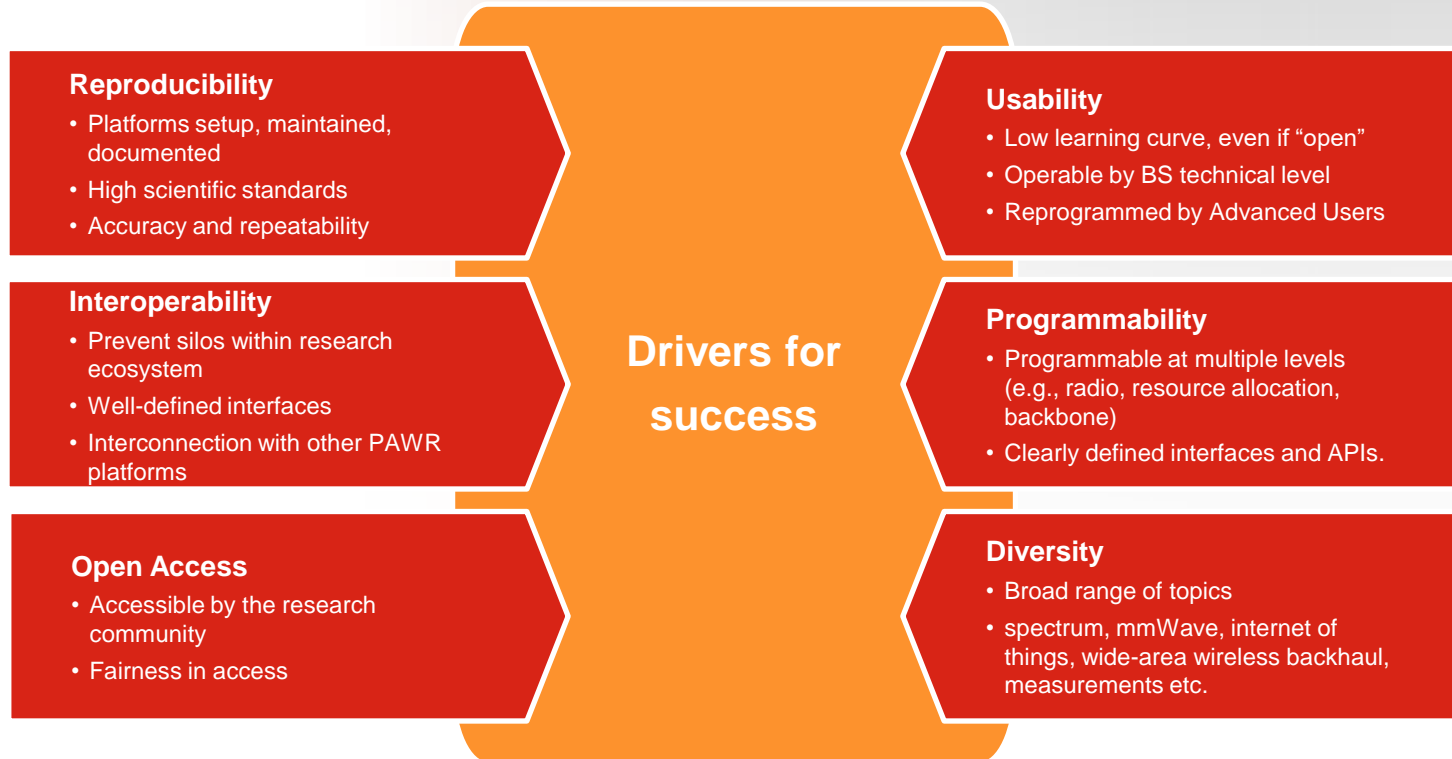 Reproducibility
• Platforms setup, maintained,
documented
• High scientific standards
• Accuracy and repeatability
Interoperability
• Prevent silos within research
ecosystem
• Well-defined interfaces
• Interconnection with other PAWR
platforms
Open Access
• Accessible by the research
community
• Fairness in access
Drivers for
success
Usability
• Low learning curve, even if “open”
• Operable by BS technical level
• Reprogrammed by Advanced Users
Programmability
• Programmable at multiple levels
(e.g., radio, resource allocation,
backbone)
• Clearly defined interfaces and APIs.
Diversity
• Broad range of topics
• spectrum, mmWave, internet of
things, wide-area wireless backhaul,
measurements etc.